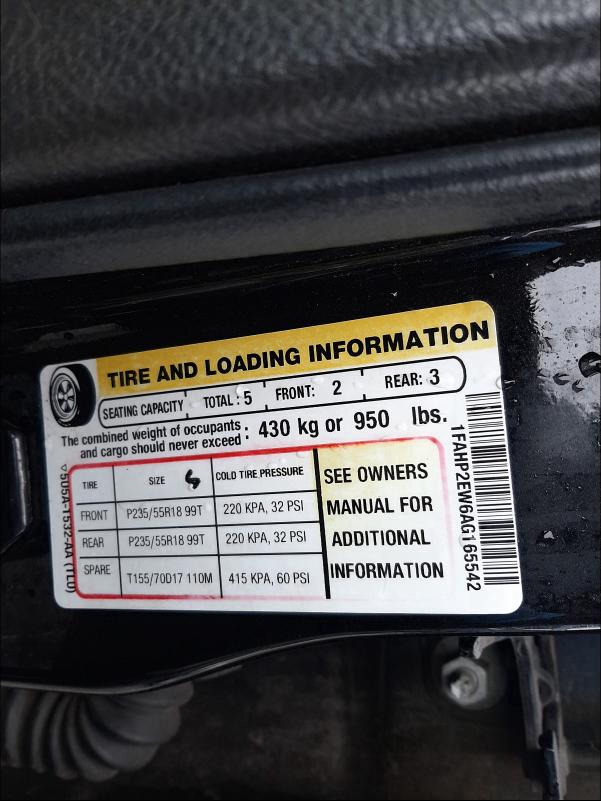 TIRE AND LOADING INFORMATION
SEATING CAPACITY TOTAL : 5 FRONT: 2 REAR: 3
The combined weight of occupants
and cargo should never exceed : 430 kg or 950 lbs.
TIRE SIZE COLD TIRE PRESSURE
FRONT P235/55R18 99T 220 KPA, 32 PSI
REAR P235/55R18 99T 220 KPA, 32 PSI
SPARE T155/70D17 110M 415 KPA, 60 PSI
SEE OWNERS
MANUAL FOR
ADDITIONAL
INFORMATION
1FAHP2EW6AG165542